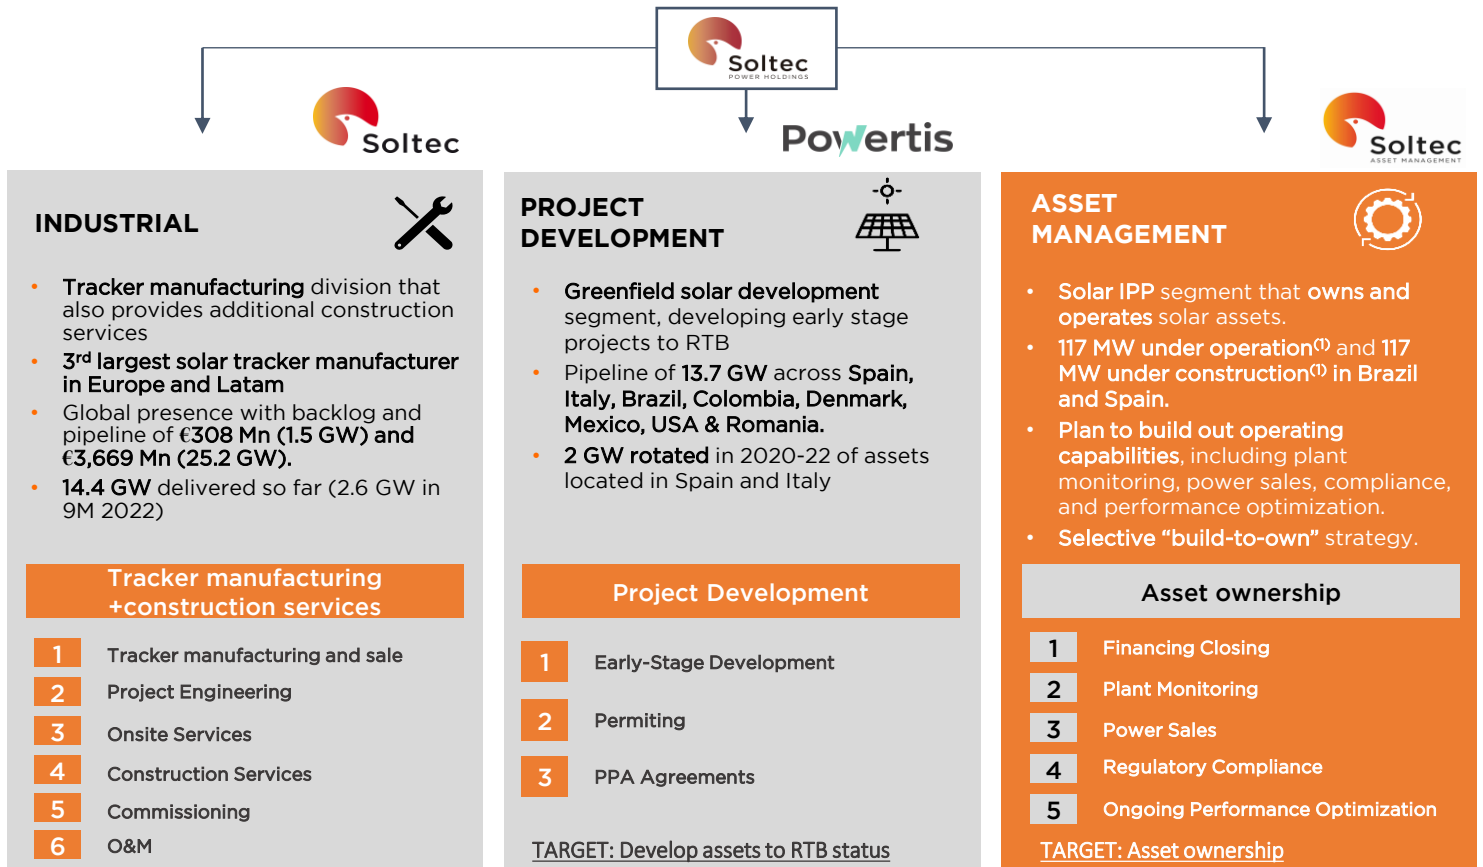 Soltec
POWER HOLDINGS
Soltec
Powertis
Soltec
ASSET MANAGEMENT
INDUSTRIAL
• Tracker manufacturing division that
also provides additional construction
services
• 3rd largest solar tracker manufacturer
in Europe and Latam
• Global presence with backlog and
pipeline of €308 Mn (1.5 GW) and
€3,669 Mn (25.2 GW).
• 14.4 GW delivered so far (2.6 GW in
9M 2022)
Tracker manufacturing
+construction services
1 Tracker manufacturing and sale
2 Project Engineering
3 Onsite Services
4 Construction Services
5 Commissioning
6 O&M
PROJECT
DEVELOPMENT
• Greenfield solar development
segment, developing early stage
projects to RTB
• Pipeline of 13.7 GW across Spain,
Italy, Brazil, Colombia, Denmark,
Mexico, USA & Romania.
• 2 GW rotated in 2020-22 of assets
located in Spain and Italy
Project Development
1 Early-Stage Development
2 Permiting
3 PPA Agreements
TARGET: Develop assets to RTB status
ASSET
MANAGEMENT
• Solar IPP segment that owns and
operates solar assets.
• 117 MW under operation(1) and 117
MW under construction(1) in Brazil
and Spain.
• Plan to build out operating
capabilities, including plant
monitoring, power sales, compliance,
and performance optimization.
• Selective “build-to-own” strategy.
Asset ownership
1 Financing Closing
2 Plant Monitoring
3 Power Sales
4 Regulatory Compliance
5 Ongoing Performance Optimization
TARGET: Asset ownership